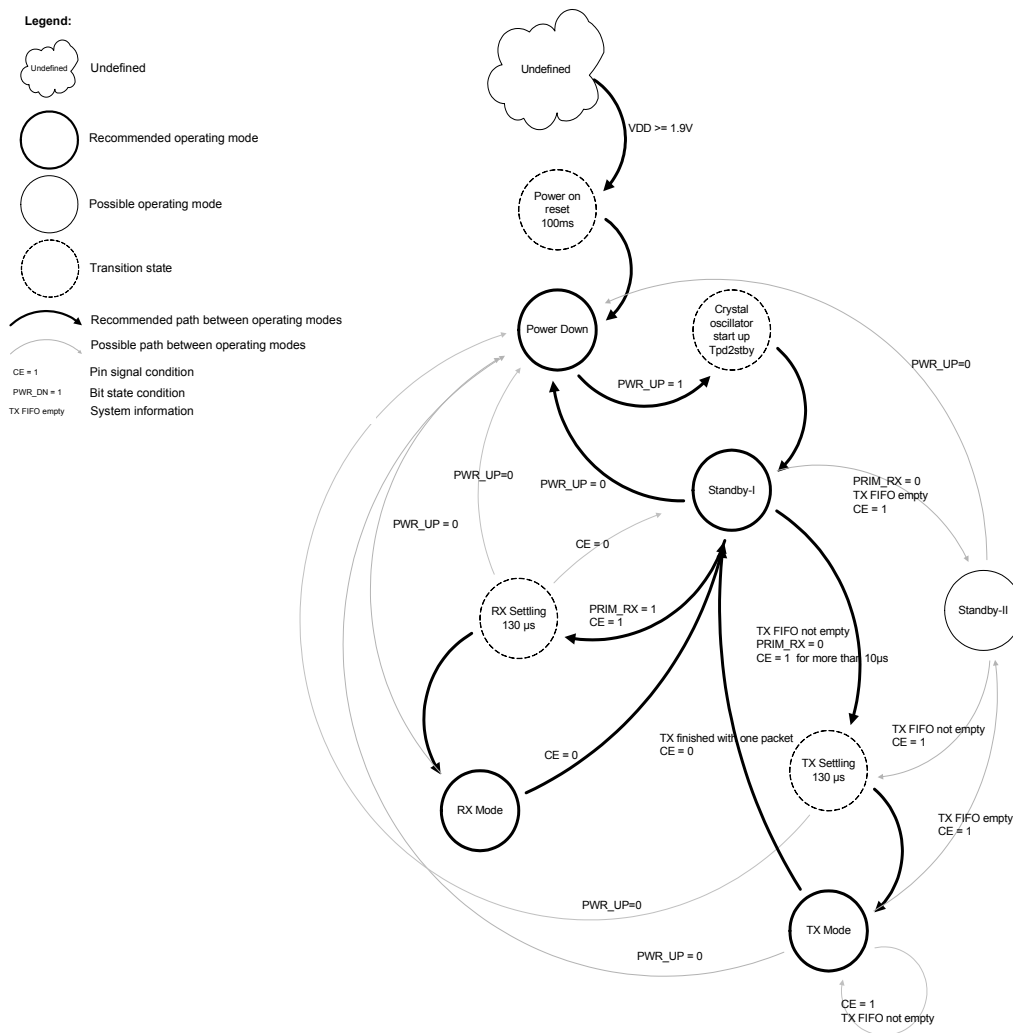 Legend:
Undefined
Undefined
Recommended operating mode
Possible operating mode
Transition state
Recommended path between operating modes
Possible path between operating modes
CE = 1
Pin signal condition
PWR_DN = 1
Bit state condition
TX FIFO empty
System information
Undefined
VDD >= 1.9V
Power on
reset
100ms
Power Down
Crystal
oscillator
start up
Tpd2stby
PWR_UP=0
PWR_UP = 1
PWR_UP=0
PWR_UP = 0
Standby-I
PRIM_RX = 0
TX FIFO empty
CE = 1
PWR_UP = 0
CE = 0
RX Settling
130 µs
PRIM_RX = 1
CE = 1
Standby-II
TX FIFO not empty
PRIM_RX = 0
CE = 1 for more than 10µs
TX FIFO not empty
CE = 1
TX finished with one packet
CE = 0
CE = 0
TX Settling
130 µs
RX Mode
TX FIFO empty
CE = 1
PWR_UP=0
TX Mode
PWR_UP = 0
CE = 1
TX FIFO not empty